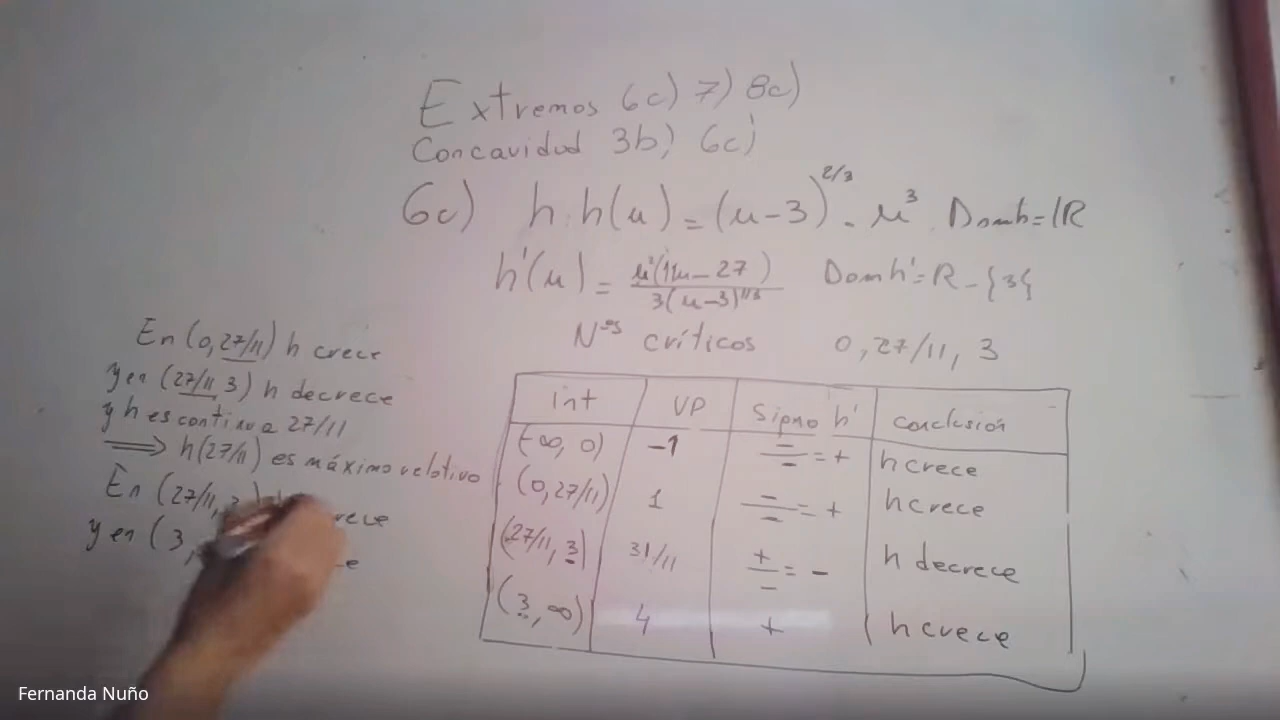 Extremos 6c) 7) 8c)
Concavidad 3b) 6c)
6c) h: h(u) = (u-3)^2/3 . u^3 . Dom h = R
h'(u) = u²(11u-27) / 3(u-3)^1/3 Dom h' = R-{3{
N^os críticos 0, 27/11, 3
En (0, 27/11) h crece
y en (27/11, 3) h decrece
y h es continua 27/11
⟹ h(27/11) es máximo relativo
En (27/11,
y en (3,
int VP Signo h' conclusión
(-∞, 0) -1 -/- = + h crece
(0, 27/11) 1 -/- = + h crece
(27/11, 3) 31/11 +/- = - h decrece
(3, ∞) 4 + h crece
Fernanda Nuño